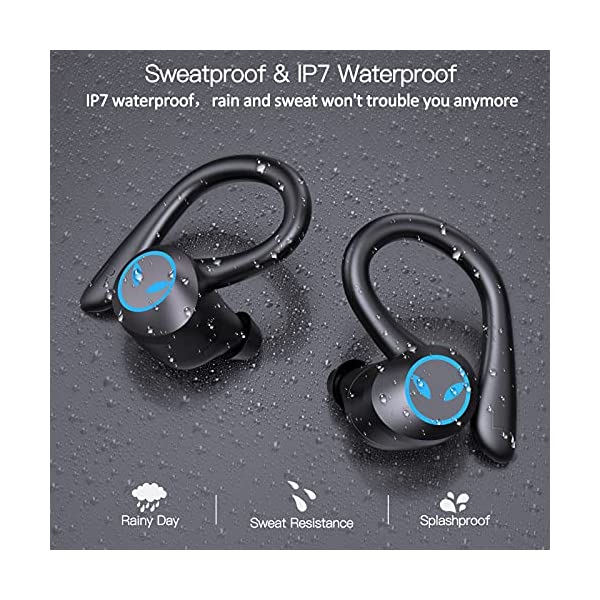 Sweatproof & IP7 Waterproof
IP7 waterproof， rain and sweat won't trouble you anymore
Rainy Day
Sweat Resistance
Splashproof